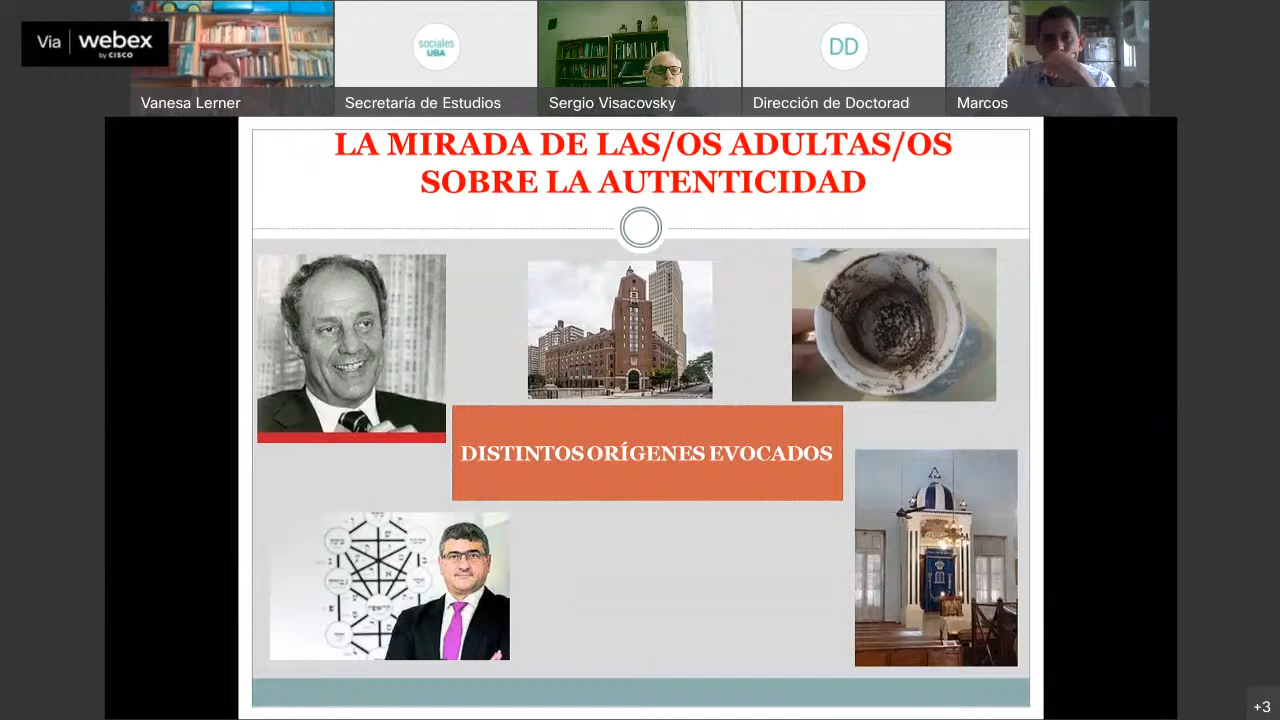 Via webex
by CISCO
sociales
UBA
DD
Vanesa Lerner
Secretaría de Estudios
Sergio Visacovsky
Dirección de Doctorad
Marcos
LA MIRADA DE LAS/OS ADULTAS/OS
SOBRE LA AUTENTICIDAD
DISTINTOS ORÍGENES EVOCADOS
+3